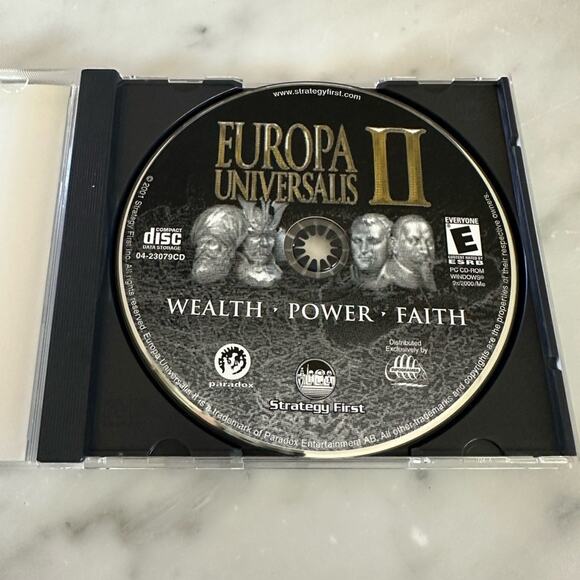 www.strategyfirst.com
EUROPA
UNIVERSALIS
II
COMPACT
disc
DATA STORAGE
04-23079CD
EVERYONE
E
CONTENT RATED BY
ESRB
PC CD-ROM
WINDOWS®
9x/2000/Me
WEALTH · POWER · FAITH
paradox
Strategy First
Distributed
Exclusively by
© 2001 Strategy First Inc. All rights reserved. Europa Universalis II is a trademark of Paradox Entertainment AB. All other trademarks and copyrights are the properties of their respective owners.